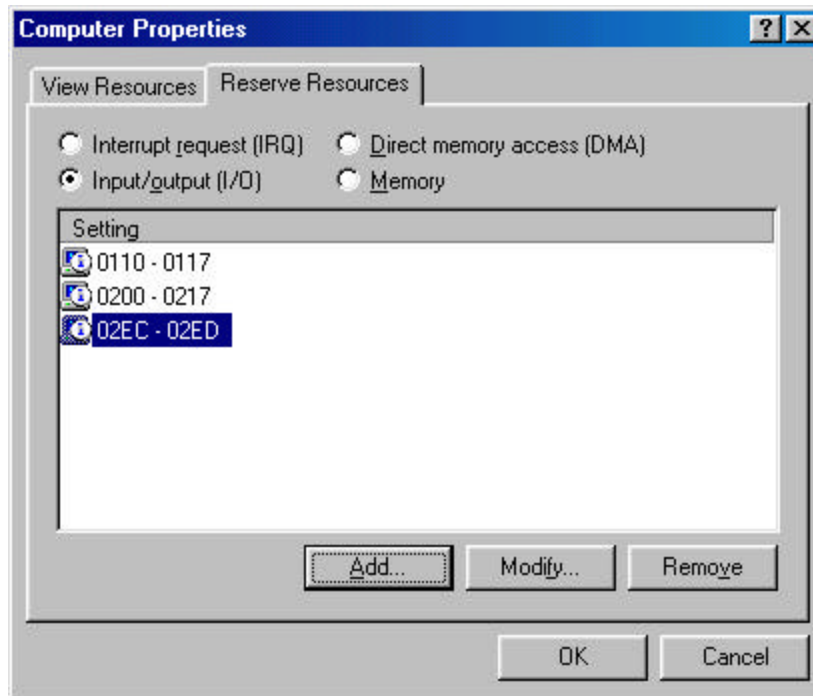 Computer Properties
View Resources Reserve Resources
Interrupt request (IRQ) Direct memory access (DMA)
Input/output (I/O) Memory
Setting
0110 - 0117
0200 - 0217
02EC - 02ED
Add... Modify... Remove
OK Cancel